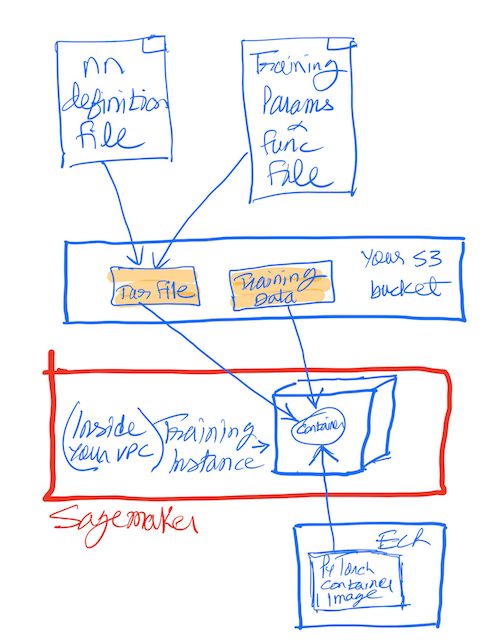 nn
definition
file
Training
Params
&
func
File
Your S3
bucket
Tar File
Training
Data
(Inside
Your VPC)
Training
Instance
Container
Sagemaker
ECR
PyTorch
Container
Image